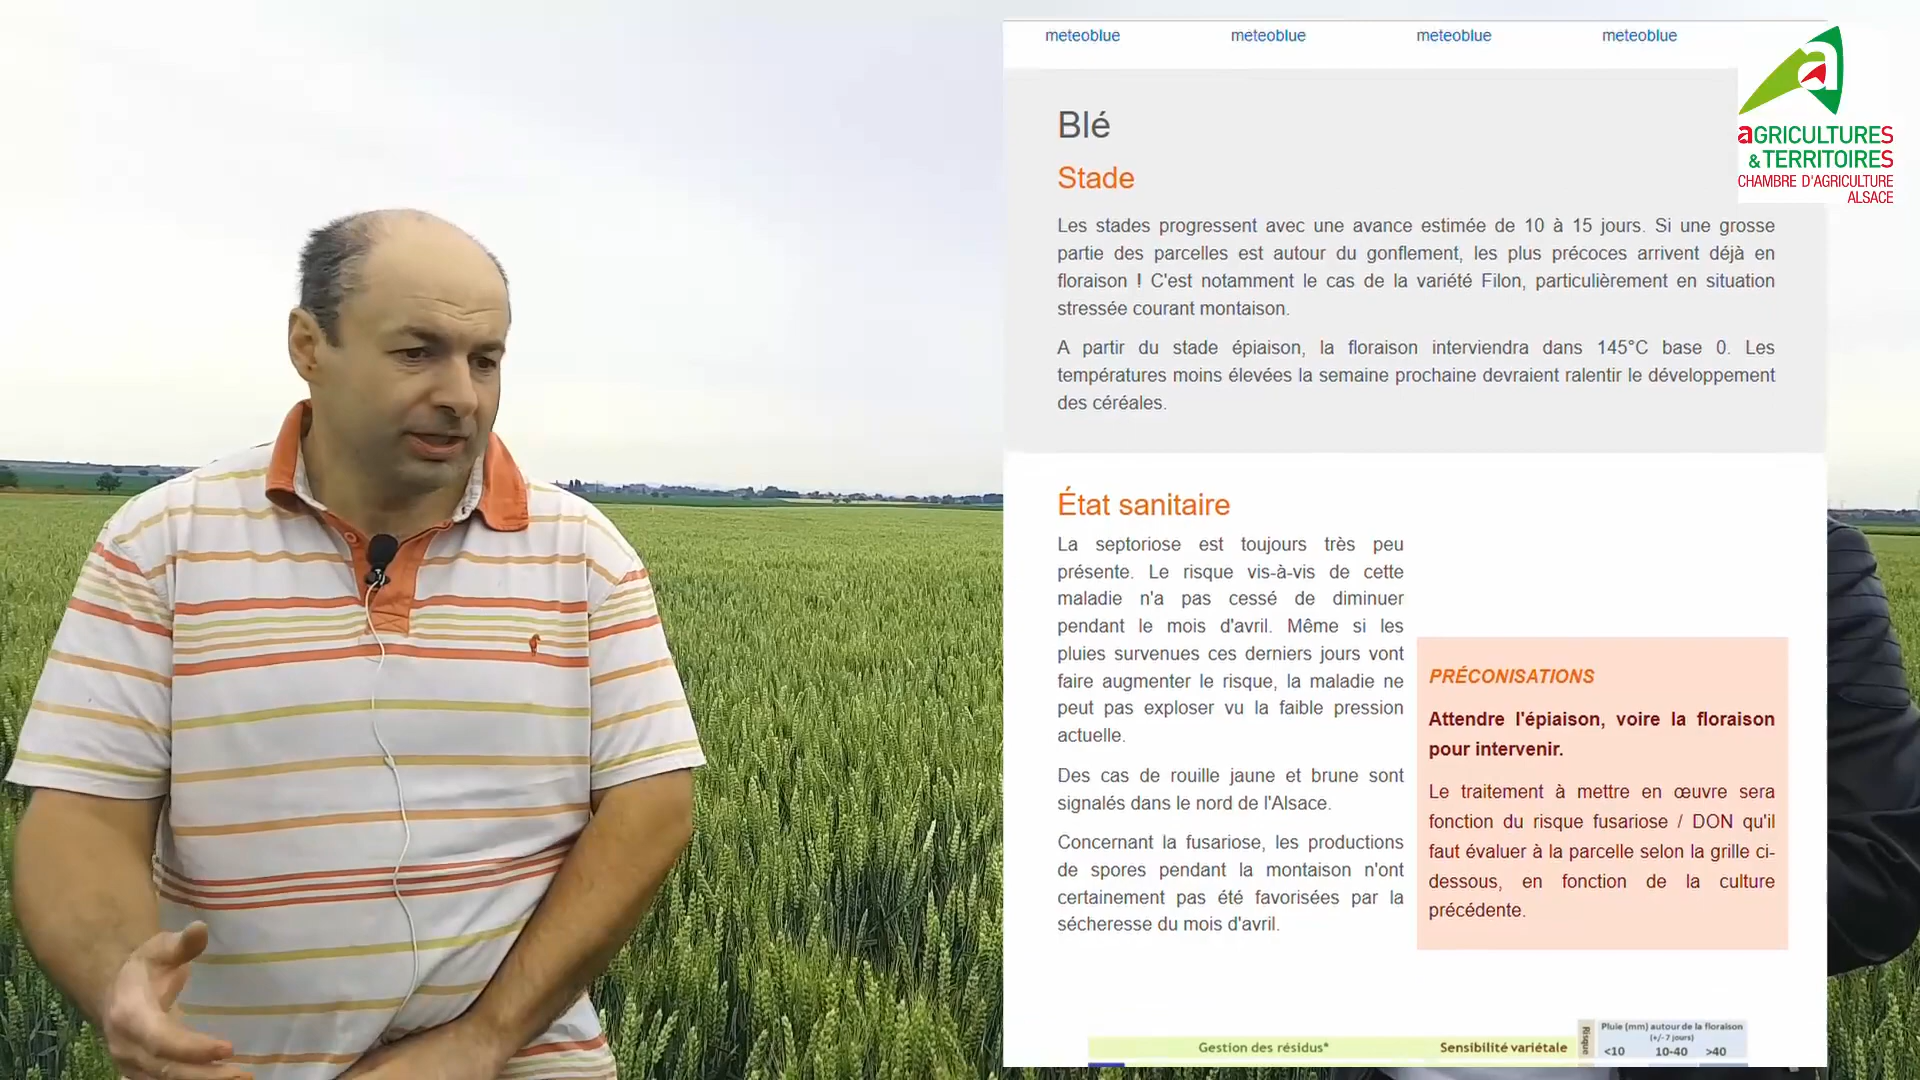 meteoblue meteoblue meteoblue meteoblue
aGRICULTURES
& TERRITOIRES
CHAMBRE D'AGRICULTURE
ALSACE
Blé
Stade
Les stades progressent avec une avance estimée de 10 à 15 jours. Si une grosse
partie des parcelles est autour du gonflement, les plus précoces arrivent déjà en
floraison ! C'est notamment le cas de la variété Filon, particulièrement en situation
stressée courant montaison.
A partir du stade épiaison, la floraison interviendra dans 145°C base 0. Les
températures moins élevées la semaine prochaine devraient ralentir le développement
des céréales.
État sanitaire
La septoriose est toujours très peu
présente. Le risque vis-à-vis de cette
maladie n'a pas cessé de diminuer
pendant le mois d'avril. Même si les
pluies survenues ces derniers jours vont
faire augmenter le risque, la maladie ne
peut pas exploser vu la faible pression
actuelle.
Des cas de rouille jaune et brune sont
signalés dans le nord de l'Alsace.
Concernant la fusariose, les productions
de spores pendant la montaison n'ont
certainement pas été favorisées par la
sécheresse du mois d'avril.
PRÉCONISATIONS
Attendre l'épiaison, voire la floraison
pour intervenir.
Le traitement à mettre en œuvre sera
fonction du risque fusariose / DON qu'il
faut évaluer à la parcelle selon la grille ci-
dessous, en fonction de la culture
précédente.
Gestion des résidus*
Sensibilité variétale
Risque
Pluie (mm) autour de la floraison
(+/- 7 jours)
<10 10-40 >40